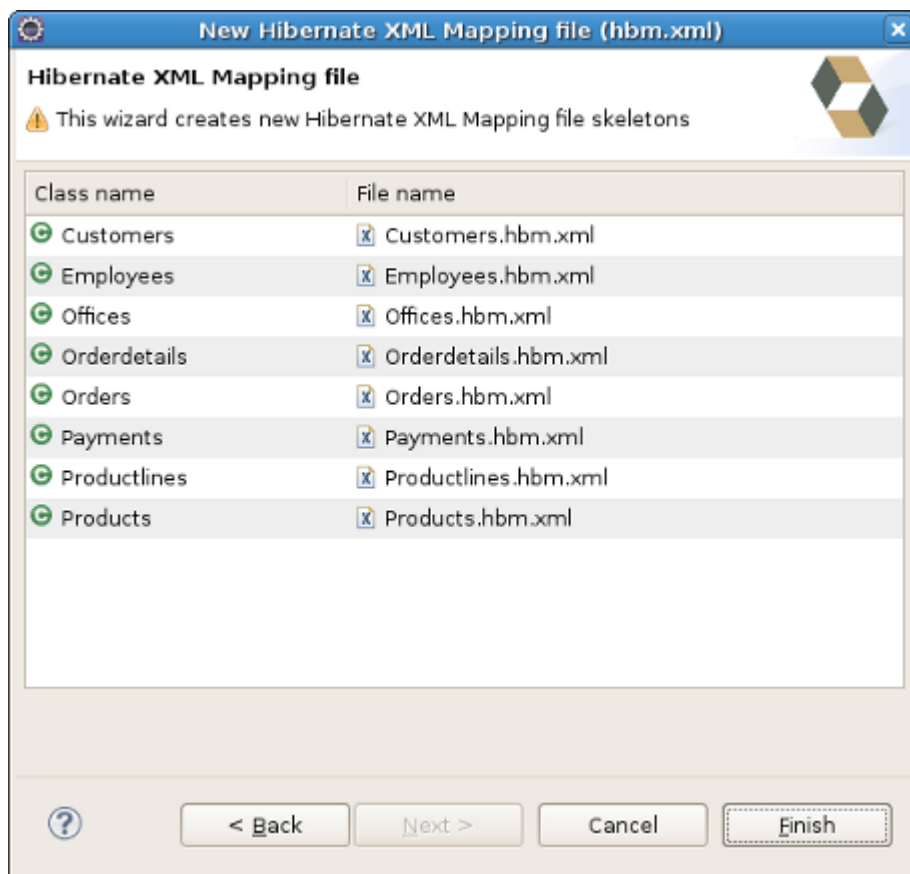 New Hibernate XML Mapping file (hbm.xml)
Hibernate XML Mapping file
This wizard creates new Hibernate XML Mapping file skeletons
Class name File name
Customers Customers.hbm.xml
Employees Employees.hbm.xml
Offices Offices.hbm.xml
Orderdetails Orderdetails.hbm.xml
Orders Orders.hbm.xml
Payments Payments.hbm.xml
Productlines Productlines.hbm.xml
Products Products.hbm.xml
? < Back Next > Cancel Finish